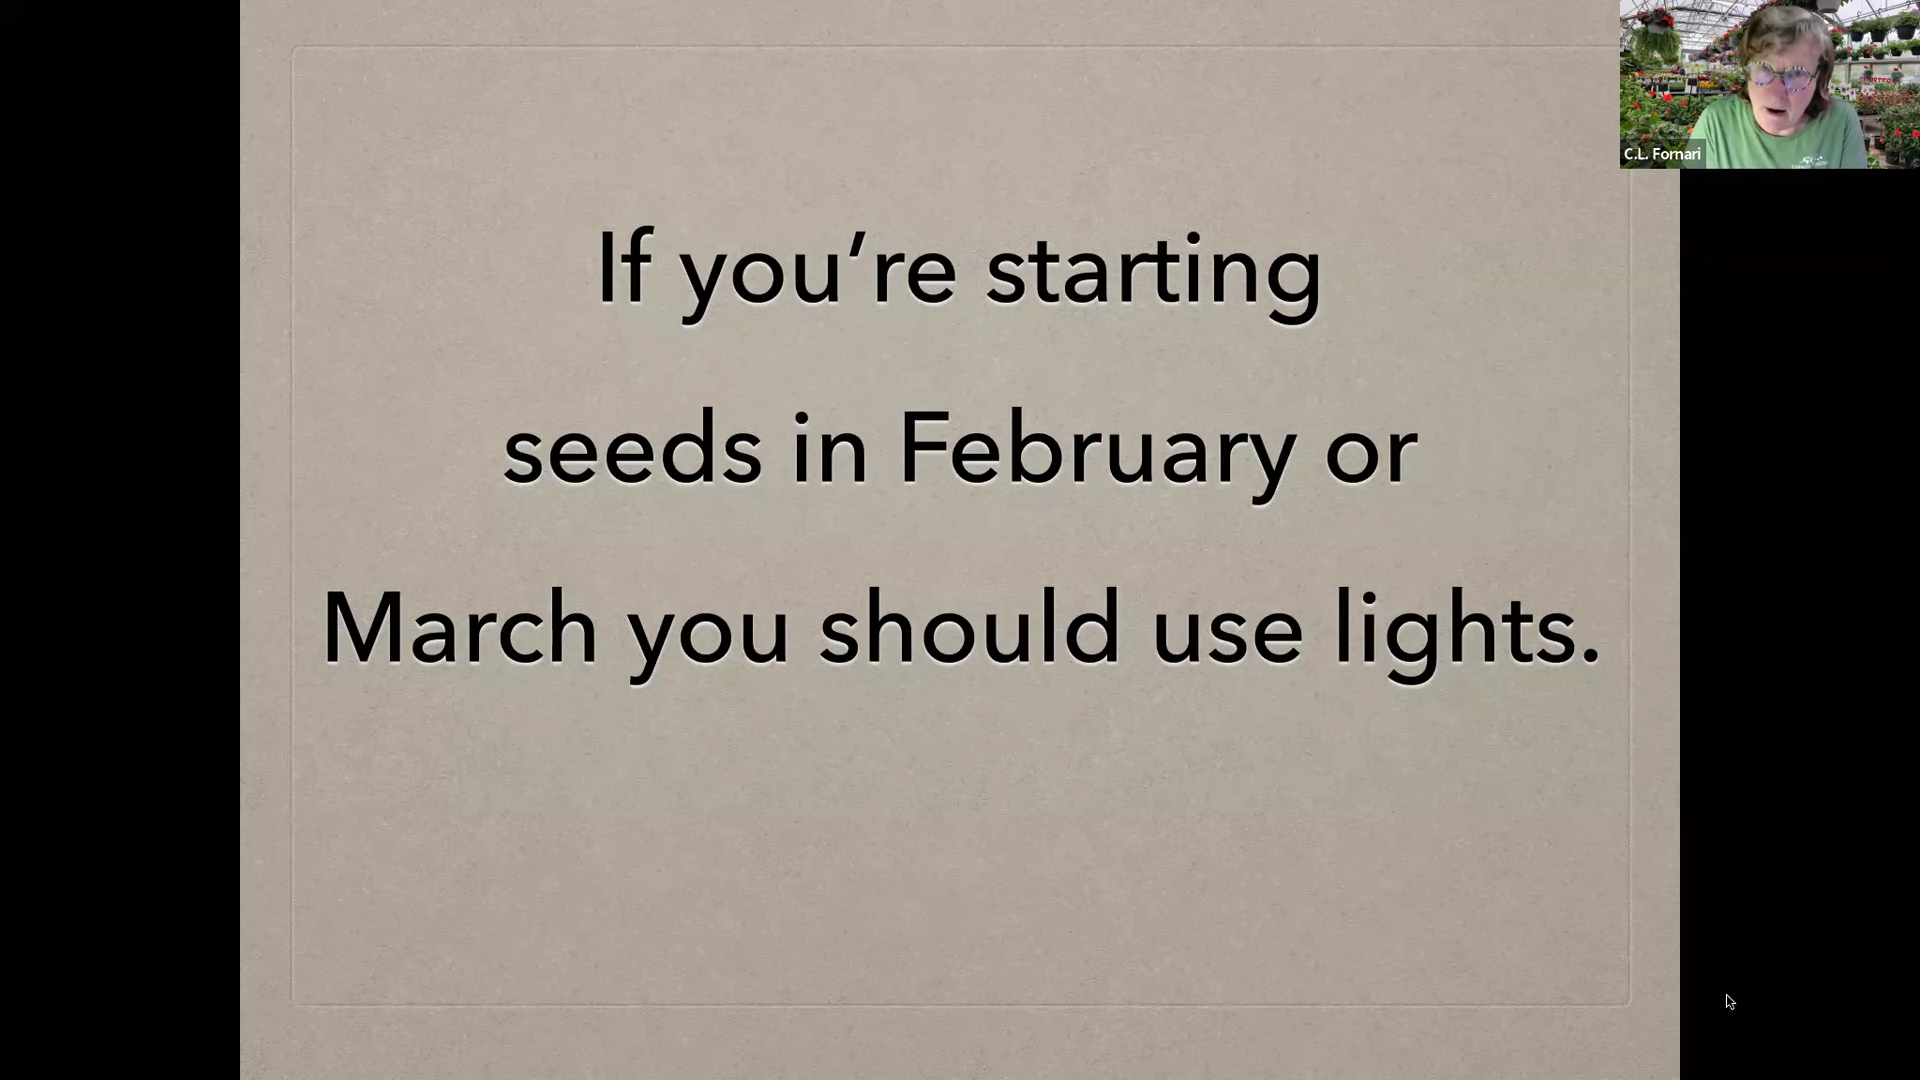 If you’re starting
seeds in February or
March you should use lights.
C.L. Fornari